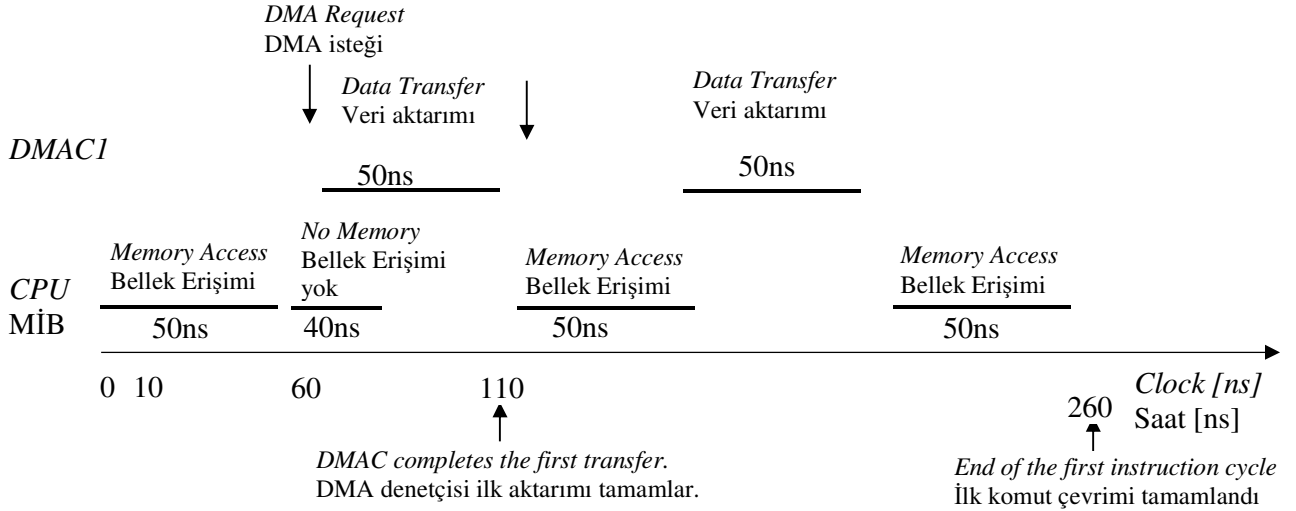 DMA Request
DMA isteği
Data Transfer
Veri aktarımı
Data Transfer
Veri aktarımı
DMAC1
50ns
50ns
Memory Access
Bellek Erişimi
No Memory
Bellek Erişimi
yok
Memory Access
Bellek Erişimi
Memory Access
Bellek Erişimi
CPU
MİB
50ns
40ns
50ns
50ns
0 10 60 110 260
Clock [ns]
Saat [ns]
DMAC completes the first transfer.
DMA denetçisi ilk aktarımı tamamlar.
End of the first instruction cycle
İlk komut çevrimi tamamlandı